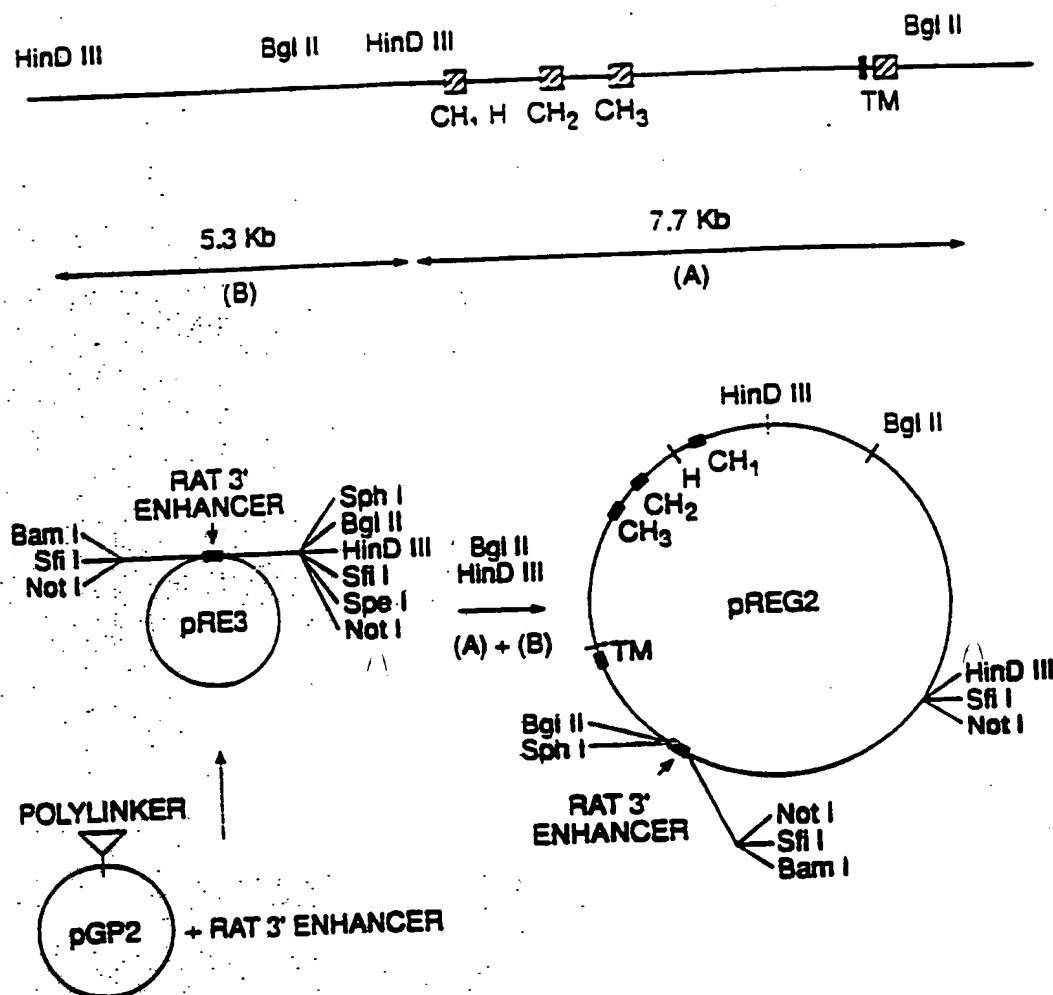 HinD III
Bgl II
HinD III
Bgl II
CH1
H
CH2
CH3
TM
5.3 Kb
(B)
7.7 Kb
(A)
RAT 3'
ENHANCER
Bam I
Sfi I
Not I
Sph I
Bgl II
HinD III
Sfi I
Spe I
Not I
pRE3
Bgl II
HinD III
(A) + (B)
HinD III
Bgl II
CH1
H
CH2
CH3
pREG2
TM
HinD III
Sfi I
Not I
Bgl II
Sph I
RAT 3'
ENHANCER
Not I
Sfi I
Bam I
POLYLINKER
pGP2
+ RAT 3' ENHANCER